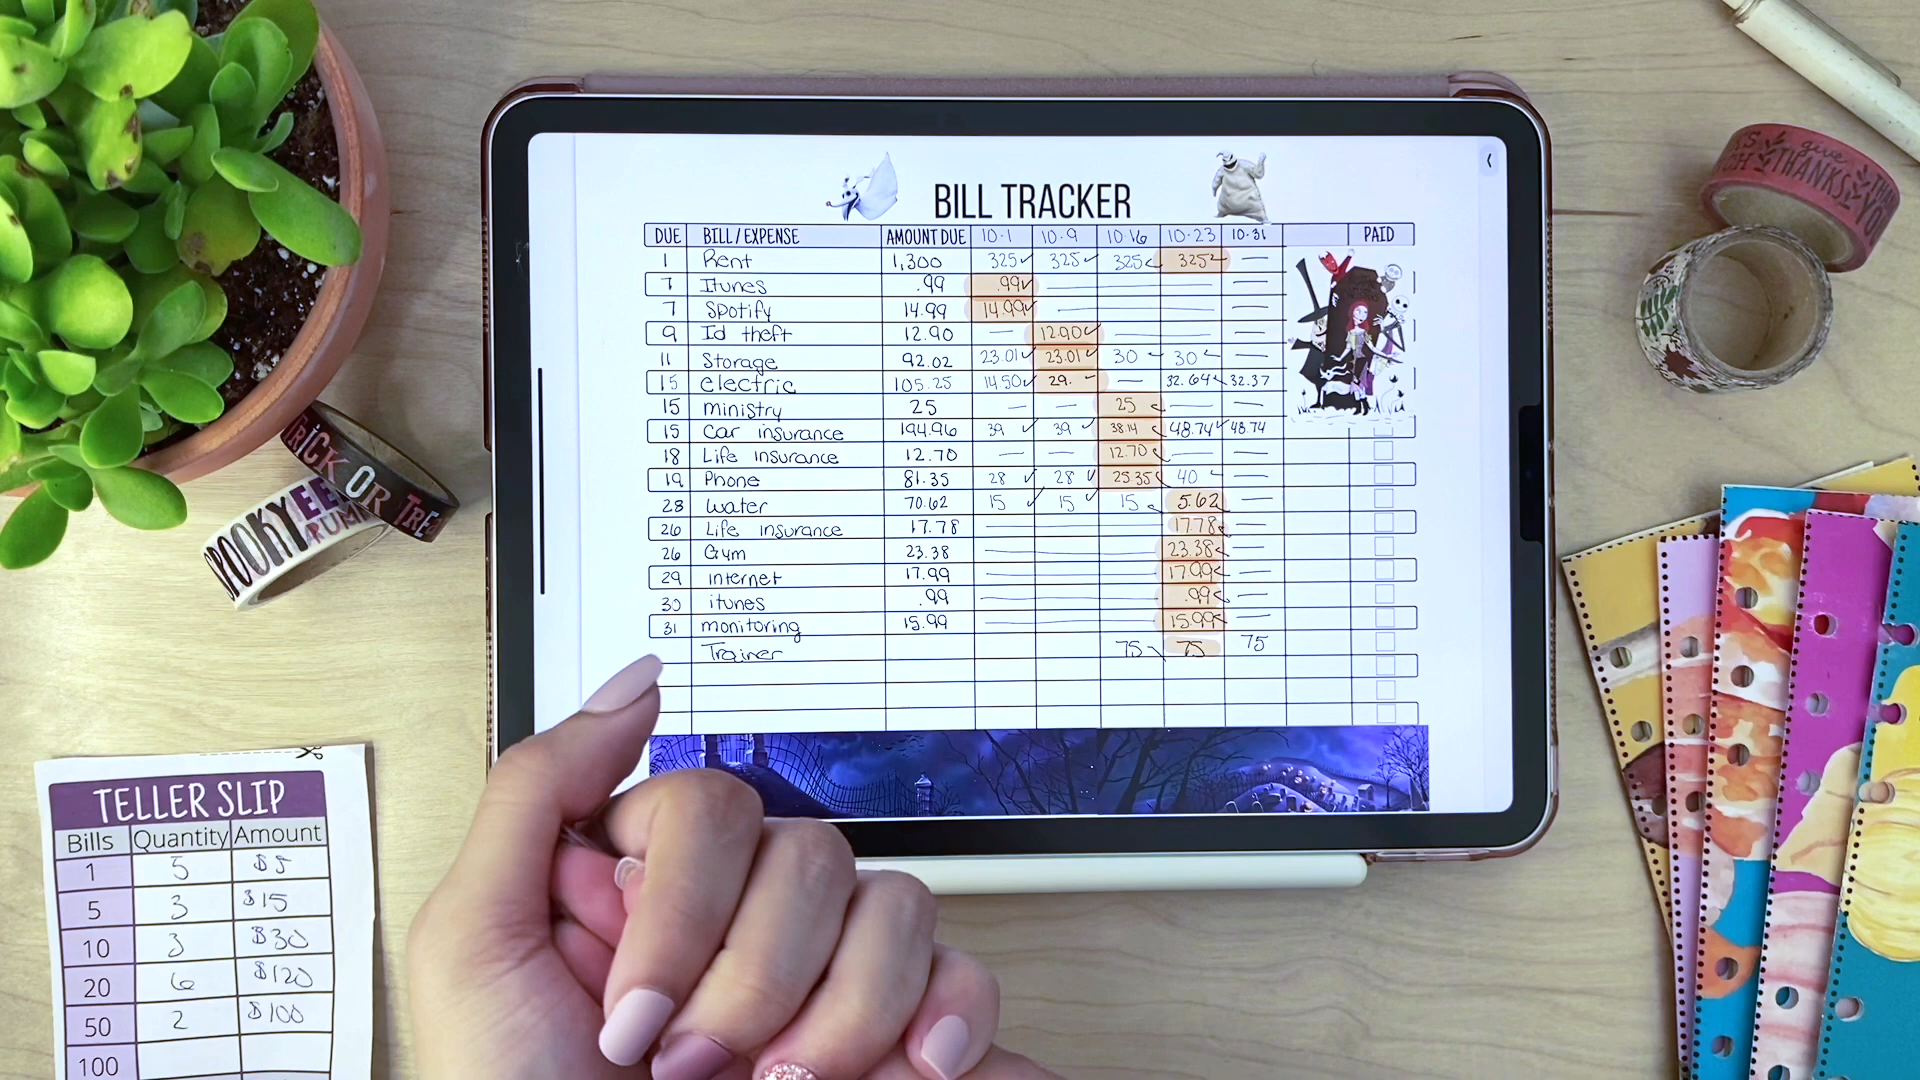 BILL TRACKER
DUE BILL / EXPENSE AMOUNT DUE 10-1 10-9 10 16 10-23 10-31 PAID
1 Rent 1,300 325✓ 325✓ 325✓ 325✓ —
7 Itunes .99 .99✓ — —
7 Spotify 14.99 14.99✓ — —
9 Id theft 12.90 — 12.90✓ —
11 Storage 92.02 23.01✓ 23.01✓ 30 ✓ 30 ✓ —
15 electric 105.25 14.50✓ 29. ✓ — 32.64✓ 32.37
15 ministry 25 — — 25 ✓ — —
15 Car insurance 194.96 39 ✓ 39 ✓ 38.14 ✓ 48.74✓ 48.74
18 Life insurance 12.70 — — 12.70✓ — —
19 Phone 81.35 28 ✓ 28 ✓ 25.35✓ 40 ✓ —
28 Water 70.62 15 ✓ 15 ✓ 15 ✓ 5.62✓ —
26 Life insurance 17.78 — 17.78✓ —
26 Gym 23.38 — 23.38✓ —
29 internet 17.99 — 17.99✓ —
30 itunes .99 — .99✓ —
31 monitoring 15.99 — 15.99✓ —
Trainer 75✓ 75 75
TELLER SLIP
Bills Quantity Amount
1 5 $5
5 3 $15
10 3 $30
20 6 $120
50 2 $100
100
TRICK OR TRE
SPOOKY
give
THANKS
YOU